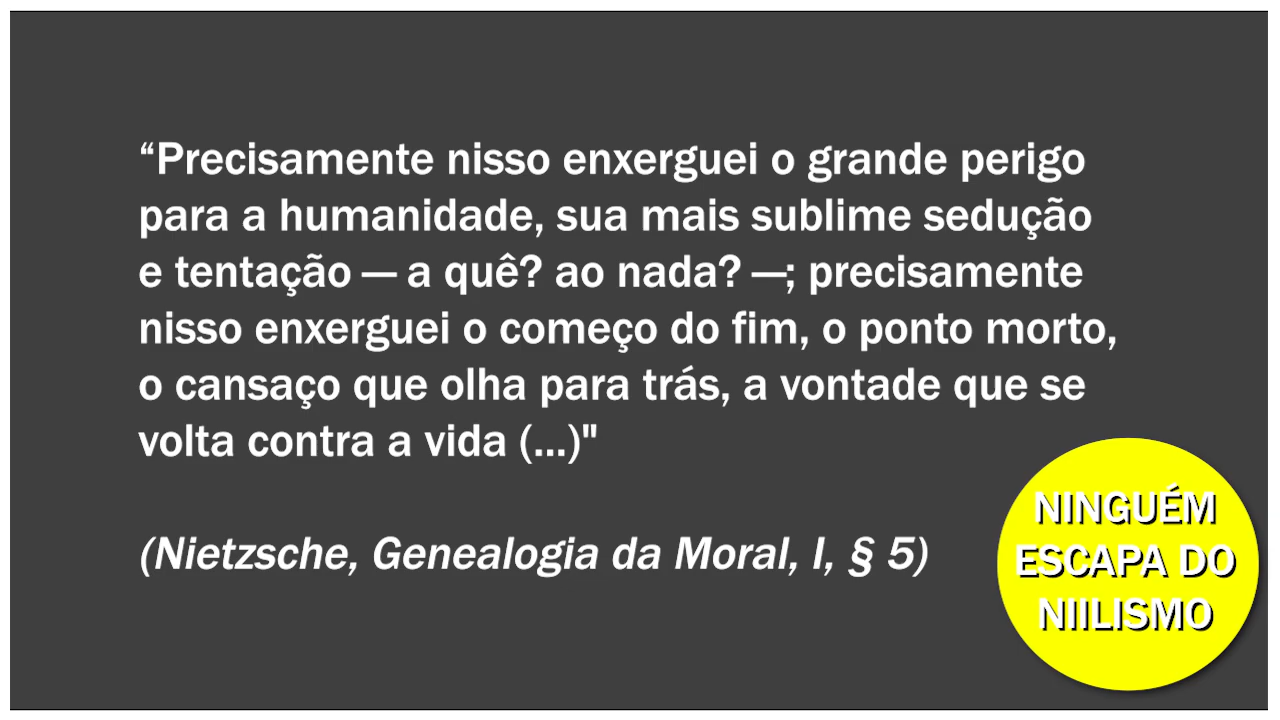 “Precisamente nisso enxerguei o grande perigo
para a humanidade, sua mais sublime sedução
e tentação — a quê? ao nada? —; precisamente
nisso enxerguei o começo do fim, o ponto morto,
o cansaço que olha para trás, a vontade que se
volta contra a vida (...)"
(Nietzsche, Genealogia da Moral, I, § 5)
NINGUÉM
ESCAPA DO
NIILISMO